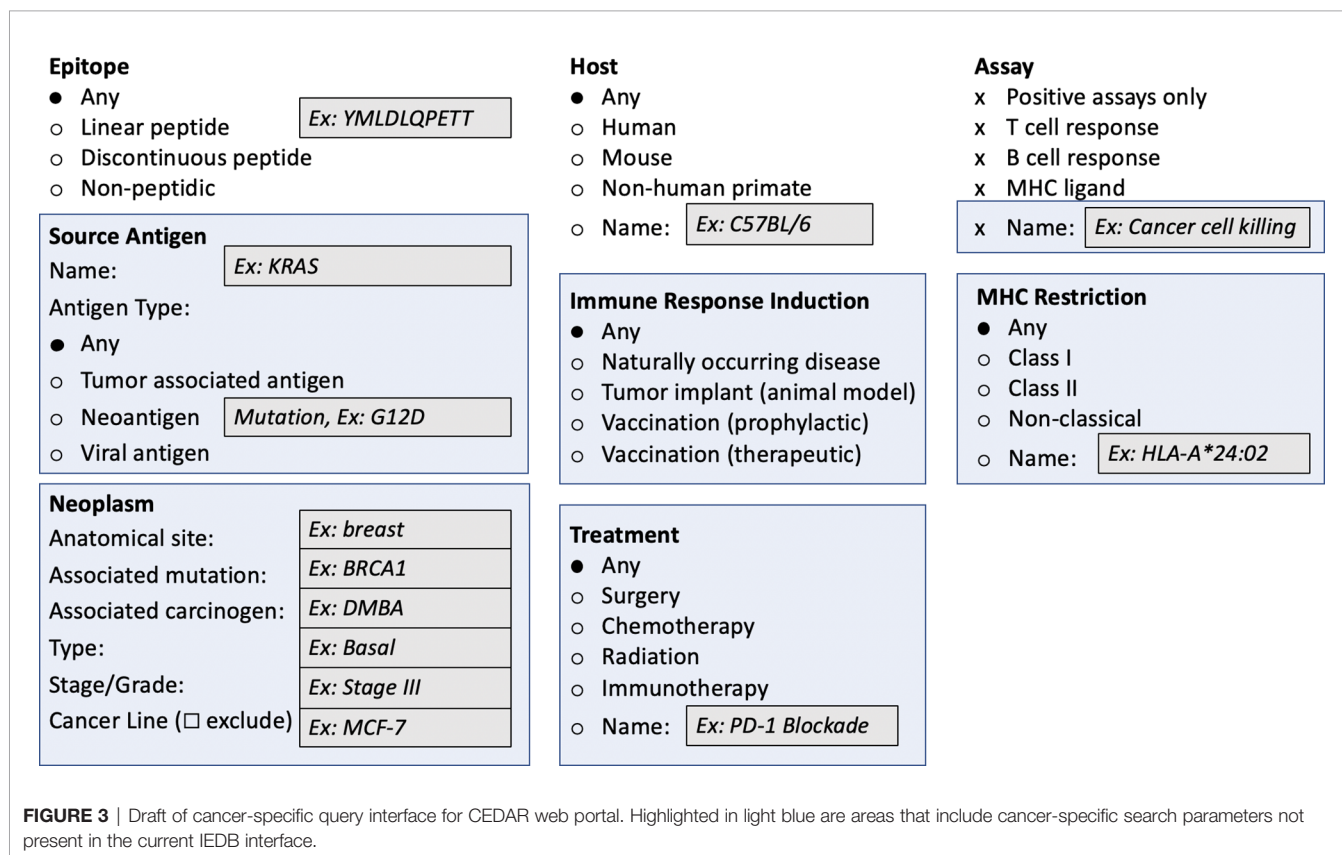 Epitope
● Any
○ Linear peptide
Ex: YMLDLQPETT
○ Discontinuous peptide
○ Non-peptidic
Source Antigen
Name:
Ex: KRAS
Antigen Type:
● Any
○ Tumor associated antigen
○ Neoantigen
Mutation, Ex: G12D
○ Viral antigen
Neoplasm
Anatomical site:
Ex: breast
Associated mutation:
Ex: BRCA1
Associated carcinogen:
Ex: DMBA
Type:
Ex: Basal
Stage/Grade:
Ex: Stage III
Cancer Line (□ exclude)
Ex: MCF-7
Host
● Any
○ Human
○ Mouse
○ Non-human primate
○ Name:
Ex: C57BL/6
Immune Response Induction
● Any
○ Naturally occurring disease
○ Tumor implant (animal model)
○ Vaccination (prophylactic)
○ Vaccination (therapeutic)
Treatment
● Any
○ Surgery
○ Chemotherapy
○ Radiation
○ Immunotherapy
○ Name:
Ex: PD-1 Blockade
Assay
x Positive assays only
x T cell response
x B cell response
x MHC ligand
x Name:
Ex: Cancer cell killing
MHC Restriction
● Any
○ Class I
○ Class II
○ Non-classical
○ Name:
Ex: HLA-A*24:02
FIGURE 3 | Draft of cancer-specific query interface for CEDAR web portal. Highlighted in light blue are areas that include cancer-specific search parameters not
present in the current IEDB interface.